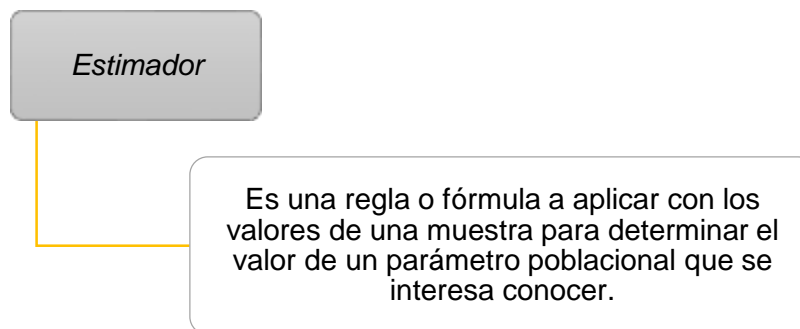 Estimador
Es una regla o fórmula a aplicar con los
valores de una muestra para determinar el
valor de un parámetro poblacional que se
interesa conocer.